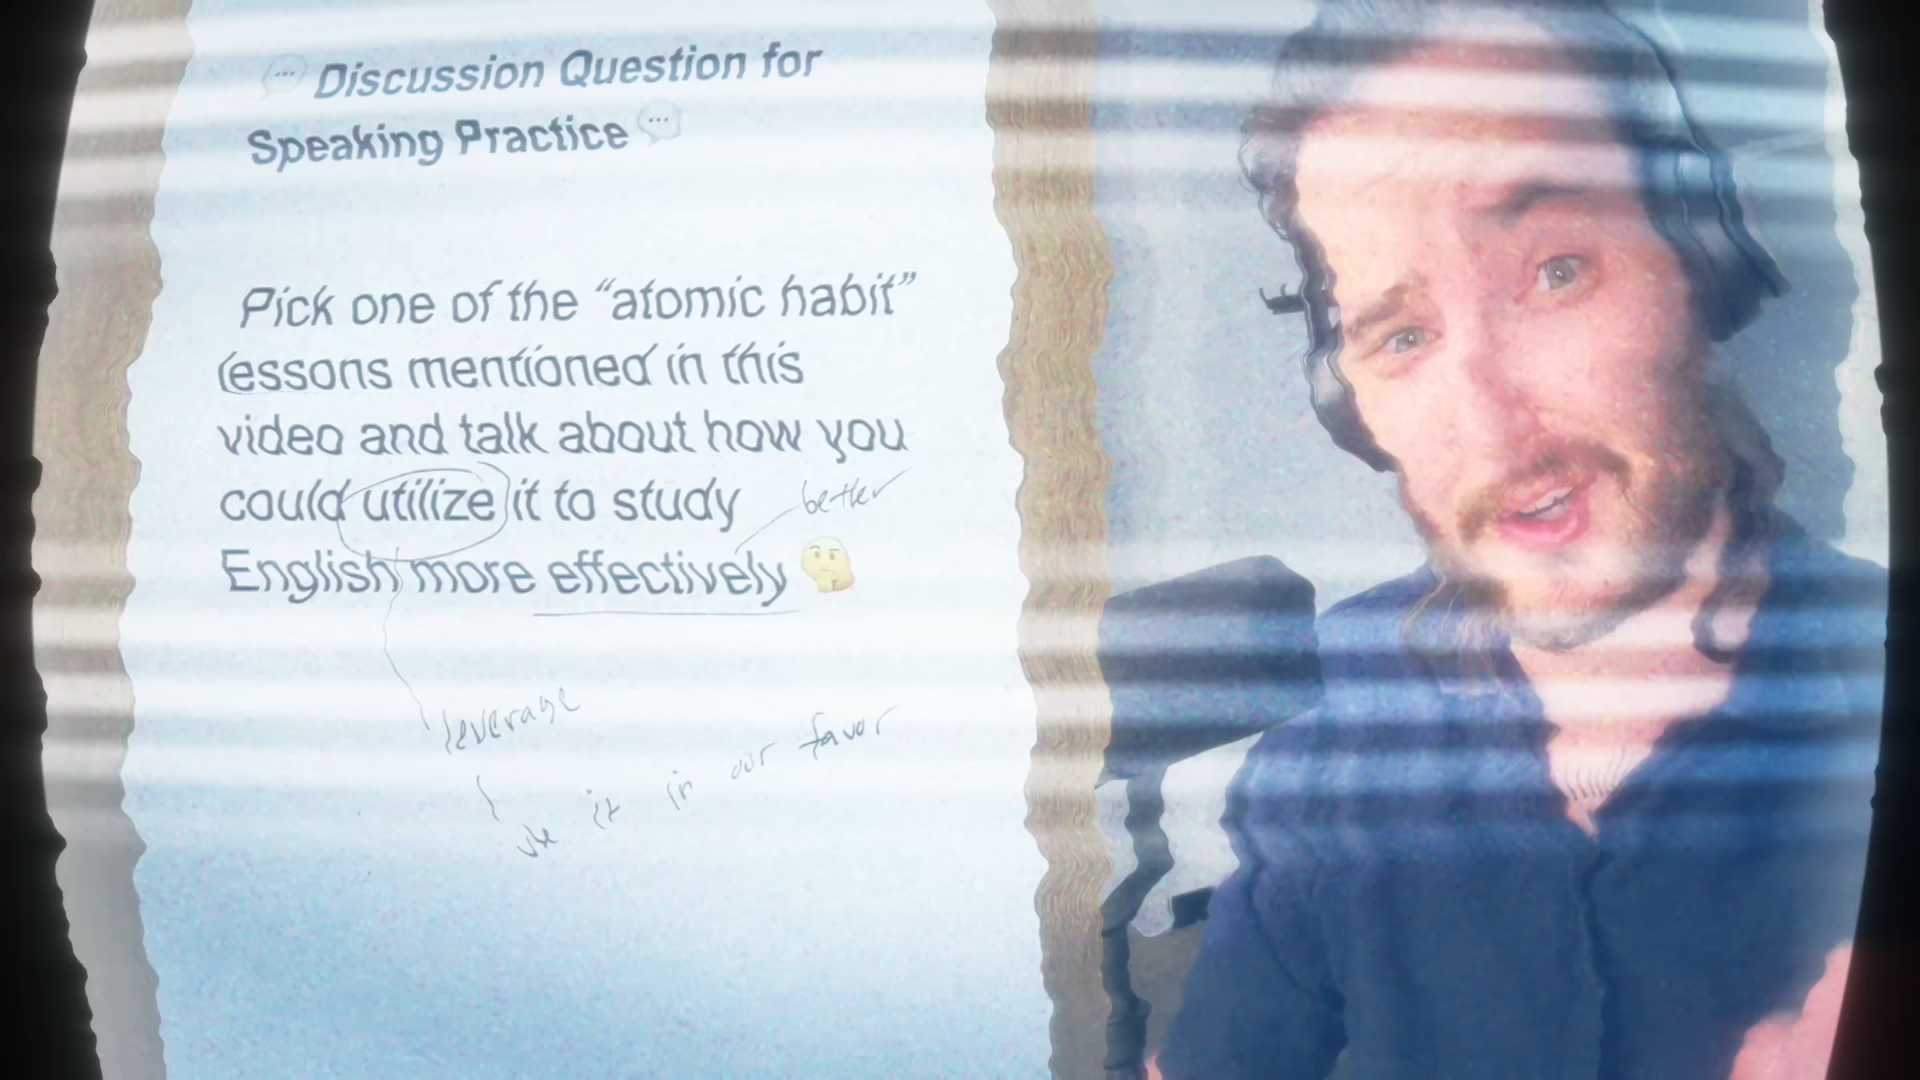 💬 Discussion Question for
Speaking Practice 💬
Pick one of the “atomic habit”
lessons mentioned in this
video and talk about how you
could utilize it to study
better
English more effectively 🤔
leverage
use it in our favor